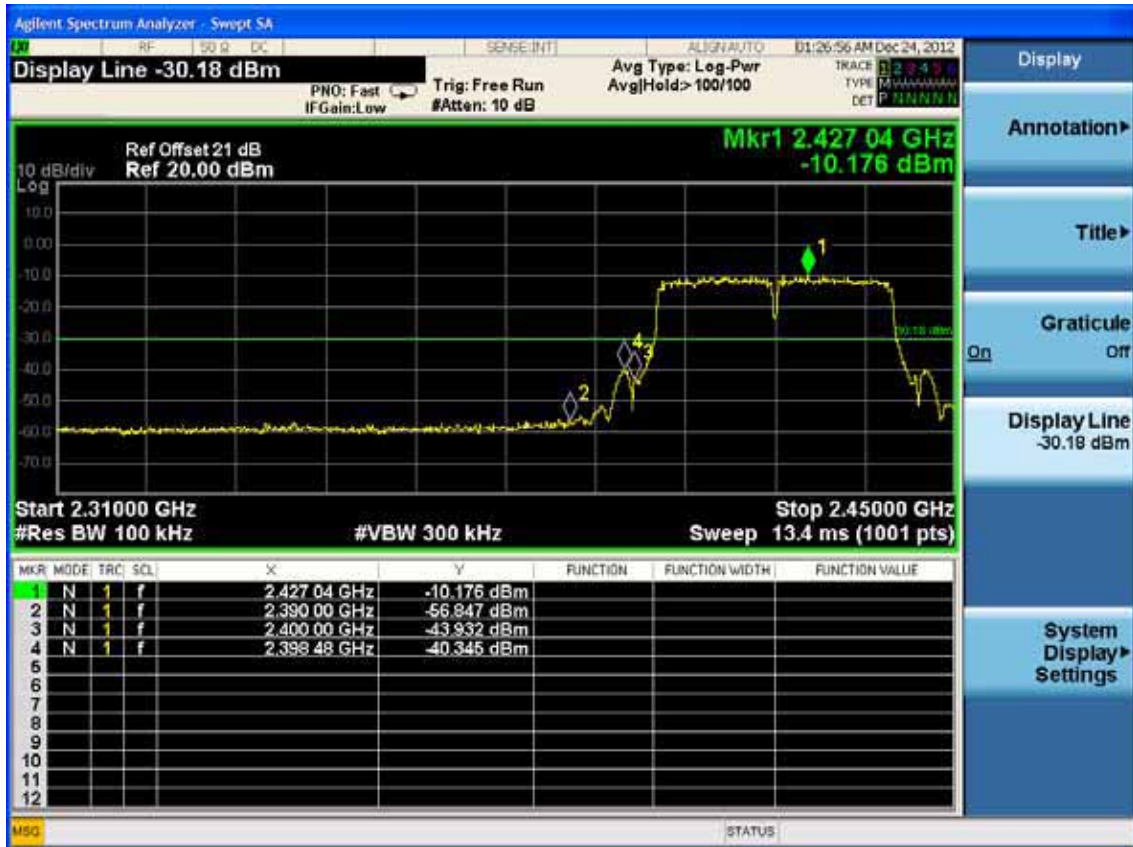 Agilent Spectrum Analyzer - Swept SA
RF 50 Ω DC SENSE:INT ALIGN AUTO 01:26:56 AM Dec 24, 2012
Display Line -30.18 dBm
PNO: Fast
IFGain:Low
Trig: Free Run
#Atten: 10 dB
Avg Type: Log-Pwr
Avg|Hold:> 100/100
TRACE 1 2 3 4 5 6
TYPE M
DET P N N N N N
Mkr1 2.427 04 GHz
-10.176 dBm
Ref Offset 21 dB
10 dB/div Ref 20.00 dBm
Log
10.0
0.00
-10.0
-20.0
-30.0
-40.0
-50.0
-60.0
-70.0
1
2
4
3
Start 2.31000 GHz Stop 2.45000 GHz
#Res BW 100 kHz #VBW 300 kHz Sweep 13.4 ms (1001 pts)
MKR MODE TRC SCL X Y FUNCTION FUNCTION WIDTH FUNCTION VALUE
1 N 1 f 2.427 04 GHz -10.176 dBm
2 N 1 f 2.390 00 GHz -56.847 dBm
3 N 1 f 2.400 00 GHz -43.932 dBm
4 N 1 f 2.398 48 GHz -40.345 dBm
5
6
7
8
9
10
11
12
MSG STATUS
Display
Annotation
Title
Graticule
On Off
Display Line
-30.18 dBm
System
Display
Settings